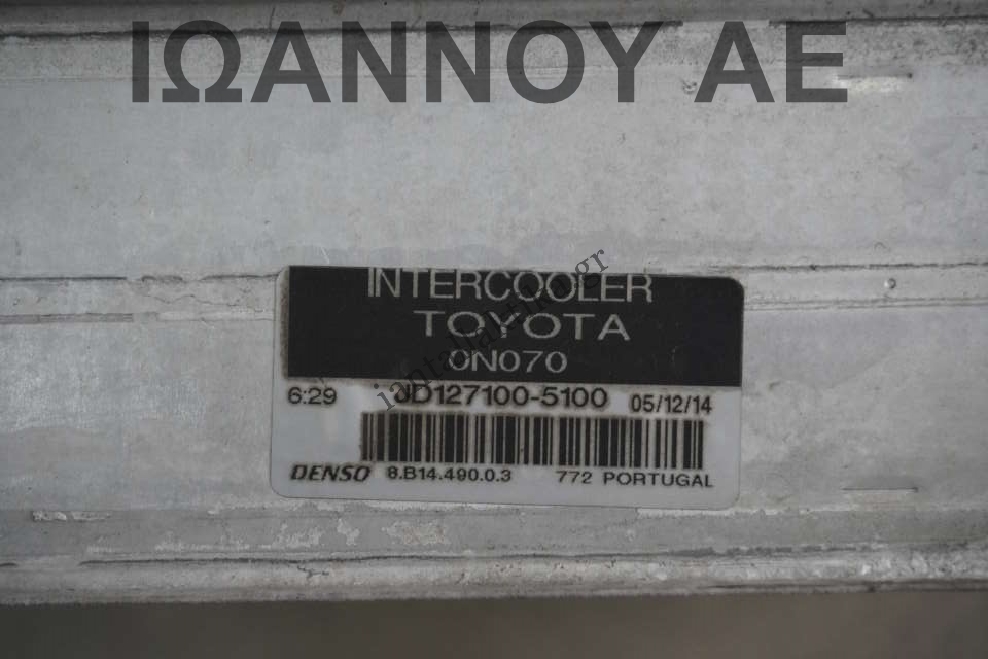 ΙΩΑΝΝΟΥ ΑΕ
INTERCOOLER
TOYOTA
0N070
6:29 JD127100-5100 05/12/14
DENSO 8.B14.490.0.3 772 PORTUGAL